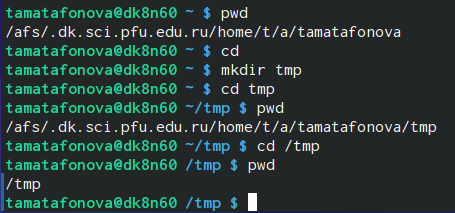 tamatafonova@dk8n60 ~ $ pwd
/afs/.dk.sci.pfu.edu.ru/home/t/a/tamatafonova
tamatafonova@dk8n60 ~ $ cd
tamatafonova@dk8n60 ~ $ mkdir tmp
tamatafonova@dk8n60 ~ $ cd tmp
tamatafonova@dk8n60 ~/tmp $ pwd
/afs/.dk.sci.pfu.edu.ru/home/t/a/tamatafonova/tmp
tamatafonova@dk8n60 ~/tmp $ cd /tmp
tamatafonova@dk8n60 /tmp $ pwd
/tmp
tamatafonova@dk8n60 /tmp $